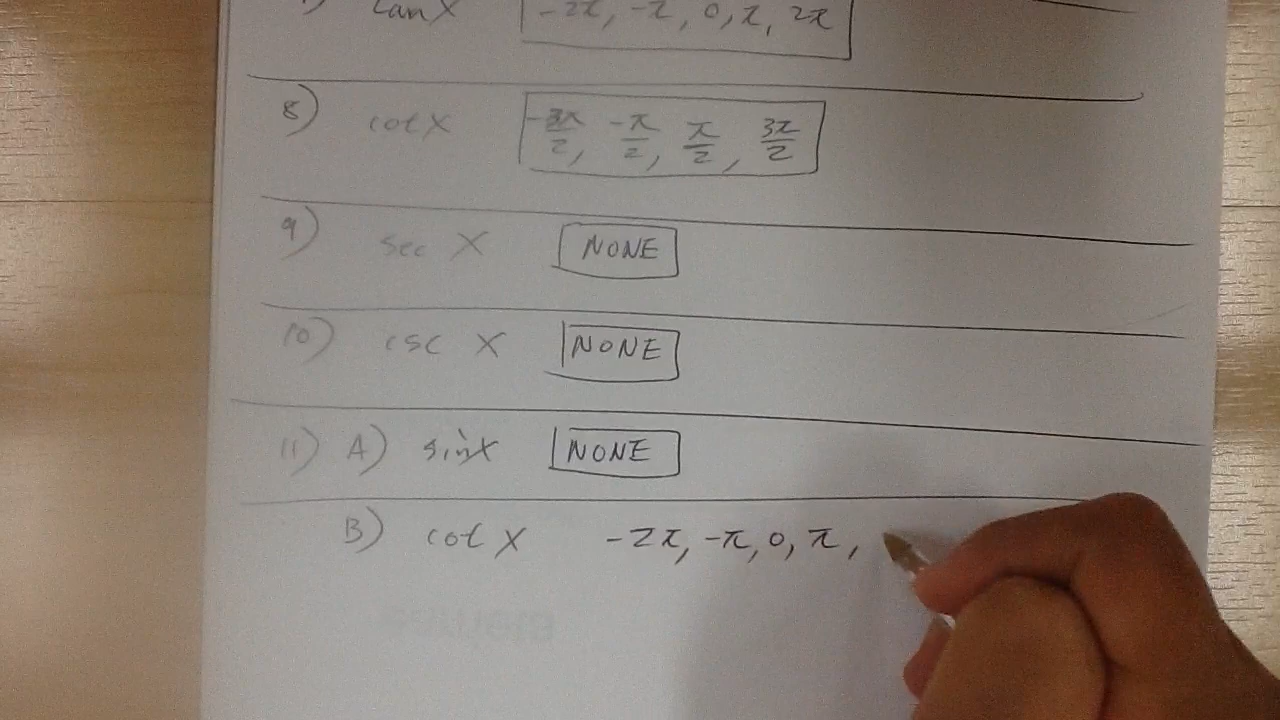 tan X -2π, -π, 0, π, 2π
8) cot X -3π/2, -π/2, π/2, 3π/2
9) sec X NONE
10) csc X NONE
11) A) sin X NONE
B) cot X -2π, -π, 0, π,